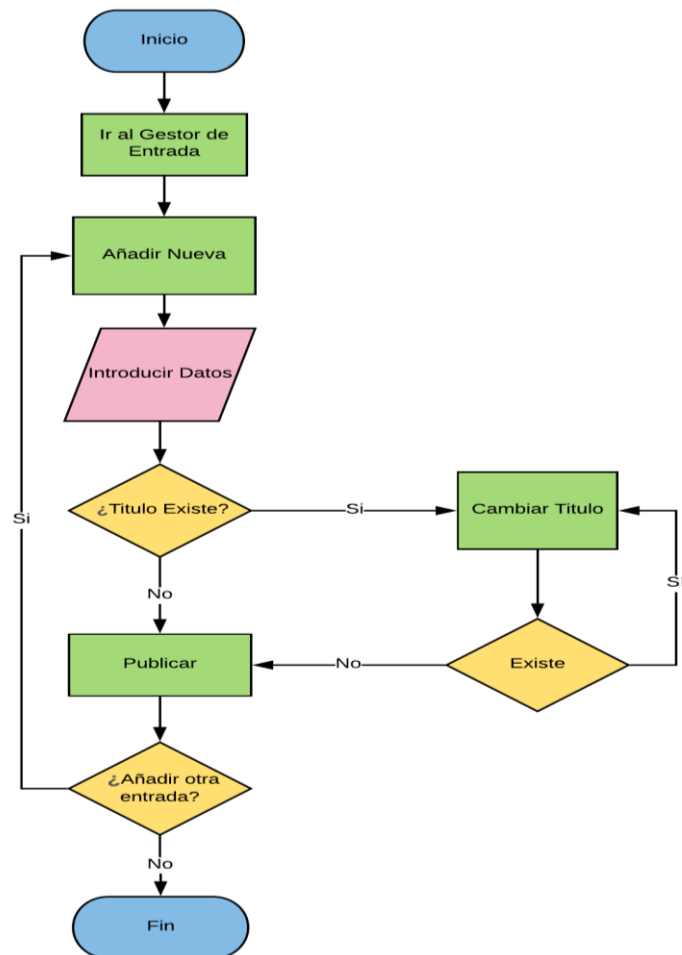 Inicio
Ir al Gestor de
Entrada
Añadir Nueva
Introducir Datos
¿Titulo Existe?
Si
Cambiar Titulo
Si
Si
No
Publicar
No
Existe
¿Añadir otra
entrada?
No
Fin